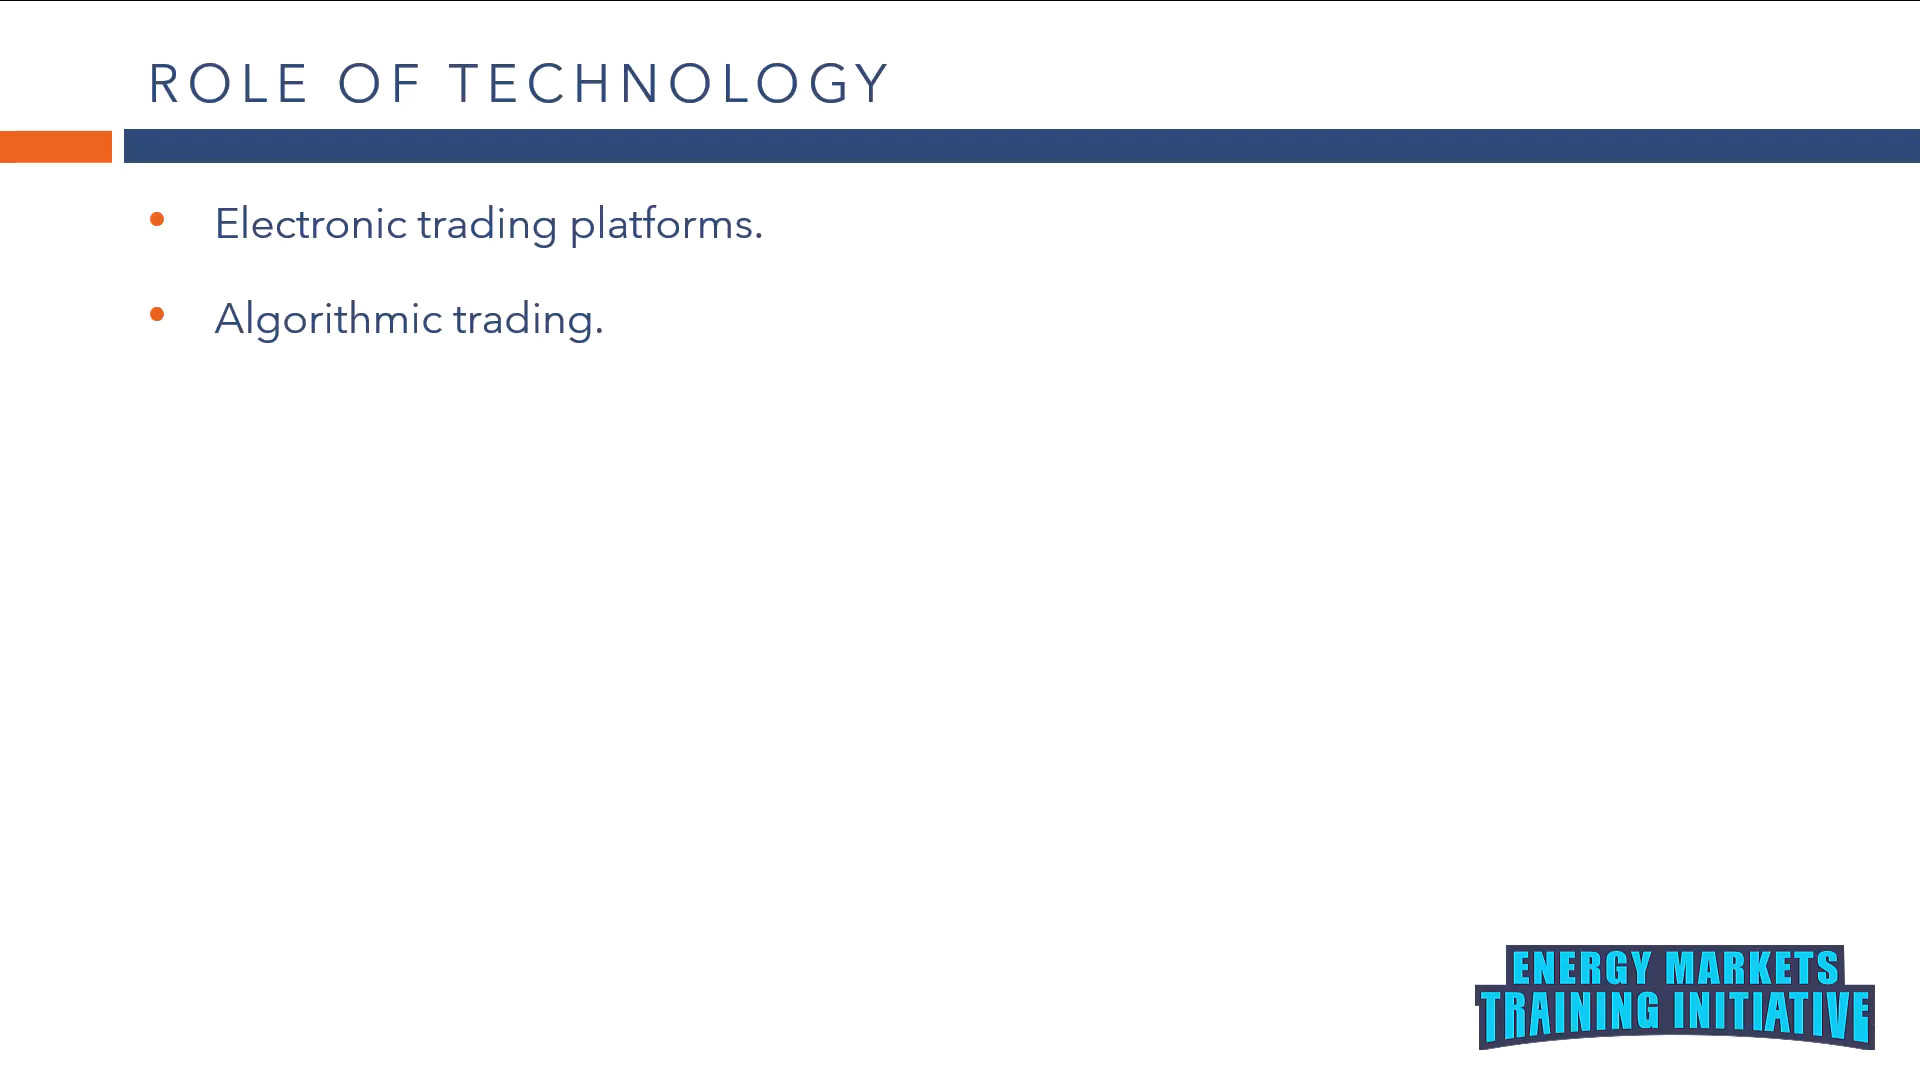 ROLE OF TECHNOLOGY
• Electronic trading platforms.
• Algorithmic trading.
ENERGY MARKETS
TRAINING INITIATIVE